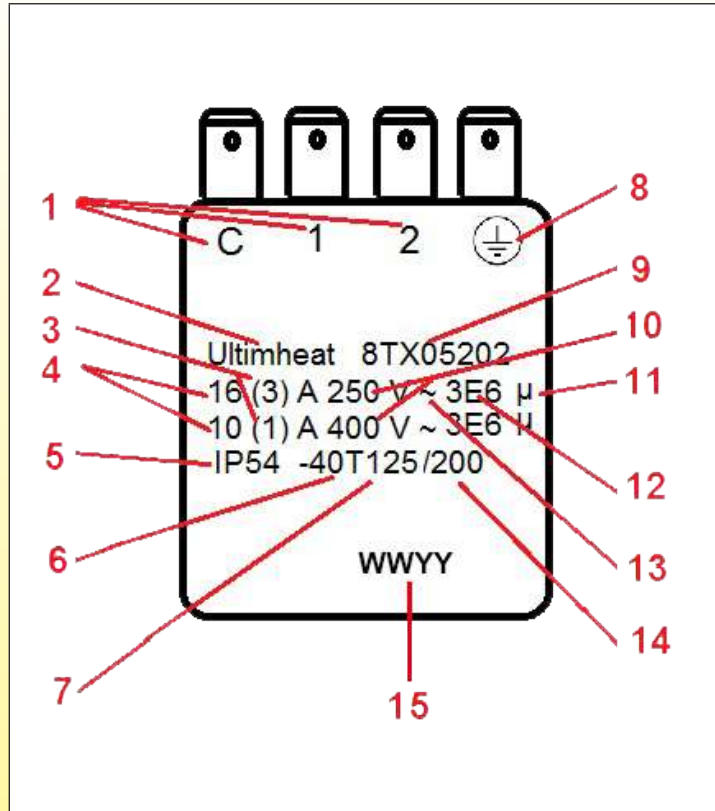 1 C 1 2 8
2 9
3 Ultimheat 8TX05202 10
4 16 (3) A 250 V ~ 3E6 µ 11
10 (1) A 400 V ~ 3E6 µ
5 IP54 -40T125/200 12
6 WWYY 13
7 15 14